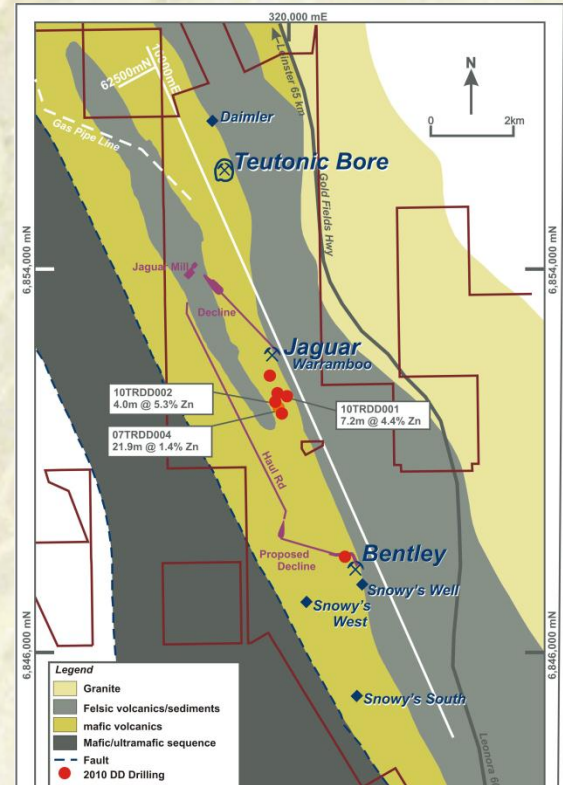 320,000 mE
10000mE
62500mN
Leinster 65 km
N
0 2km
Daimler
Gas Pipe Line
Teutonic Bore
Gold Fields Hwy
6,854,000 mN
6,854,000 mN
Jaguar Mill
Decline
Jaguar
Warramboo
10TRDD002
4.0m @ 5.3% Zn
10TRDD001
7.2m @ 4.4% Zn
07TRDD004
21.9m @ 1.4% Zn
Haul Rd
Proposed
Decline
Bentley
Snowy's Well
Snowy's
West
6,846,000 mN
6,846,000 mN
Snowy's South
Leonora
Legend
Granite
Felsic volcanics/sediments
mafic volcanics
Mafic/ultramafic sequence
Fault
2010 DD Drilling